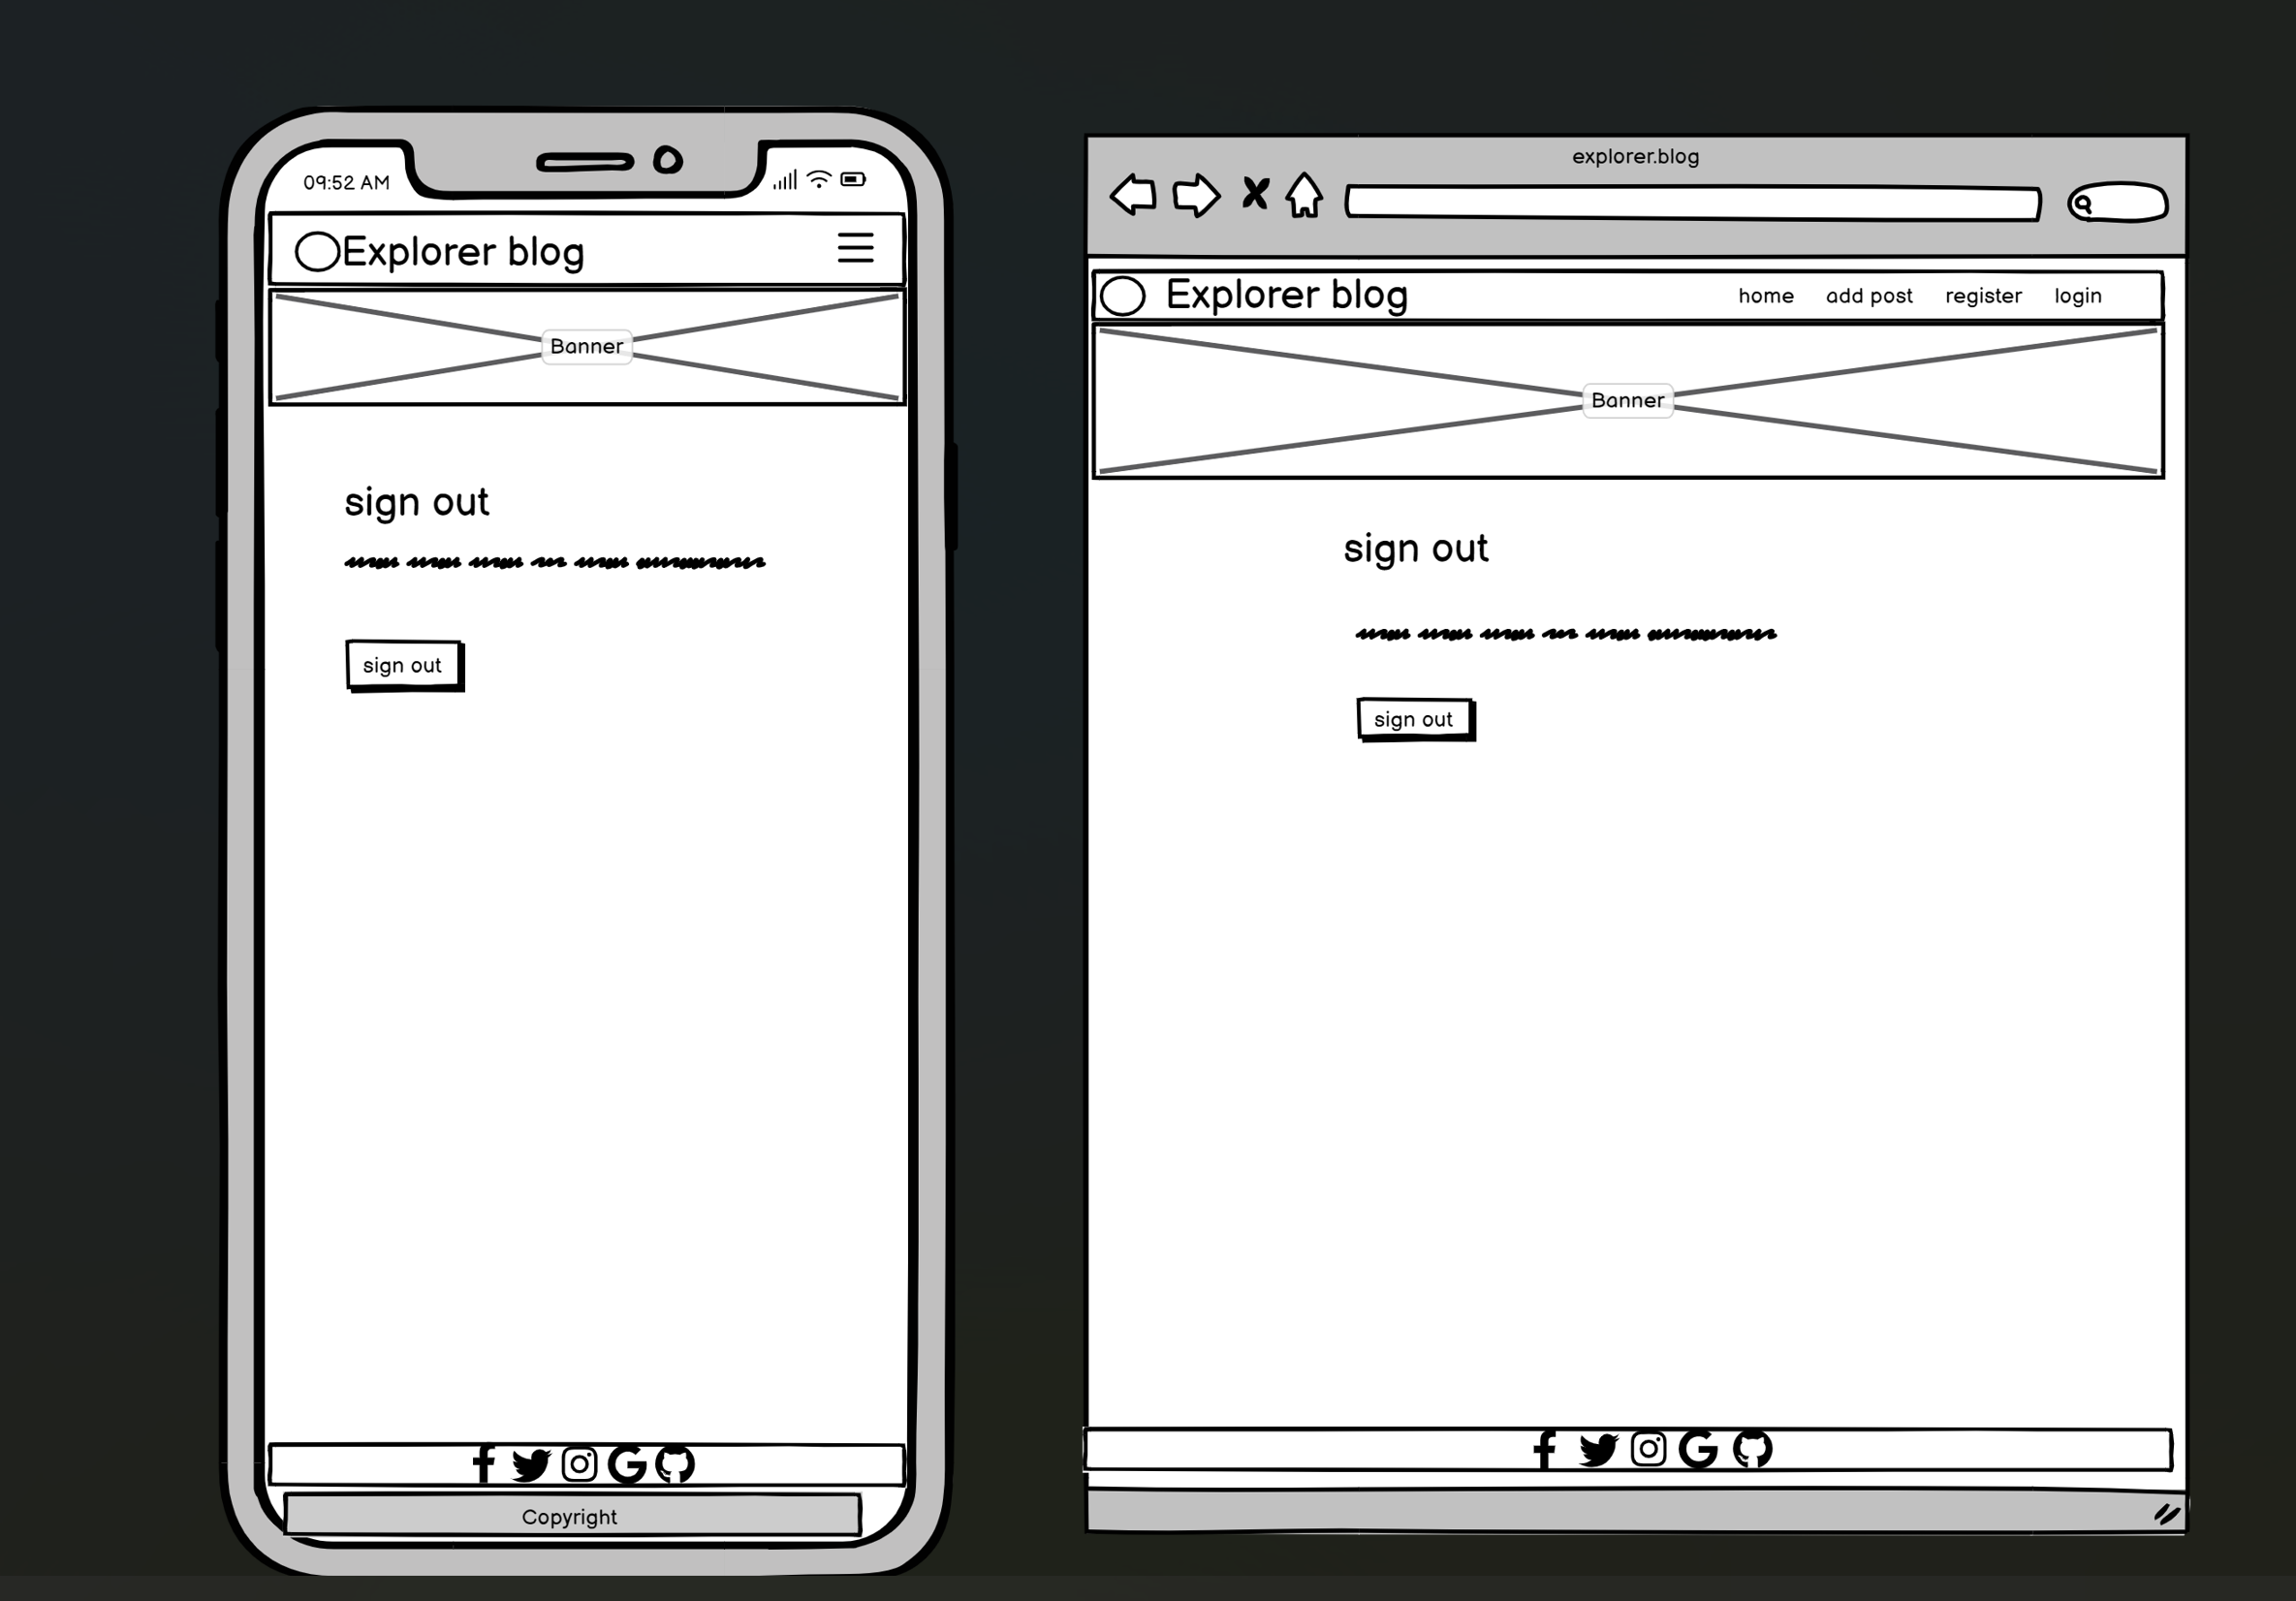 09:52 AM
Explorer blog
Banner
sign out
sign out
Copyright
explorer.blog
Explorer blog home add post register login
Banner
sign out
sign out